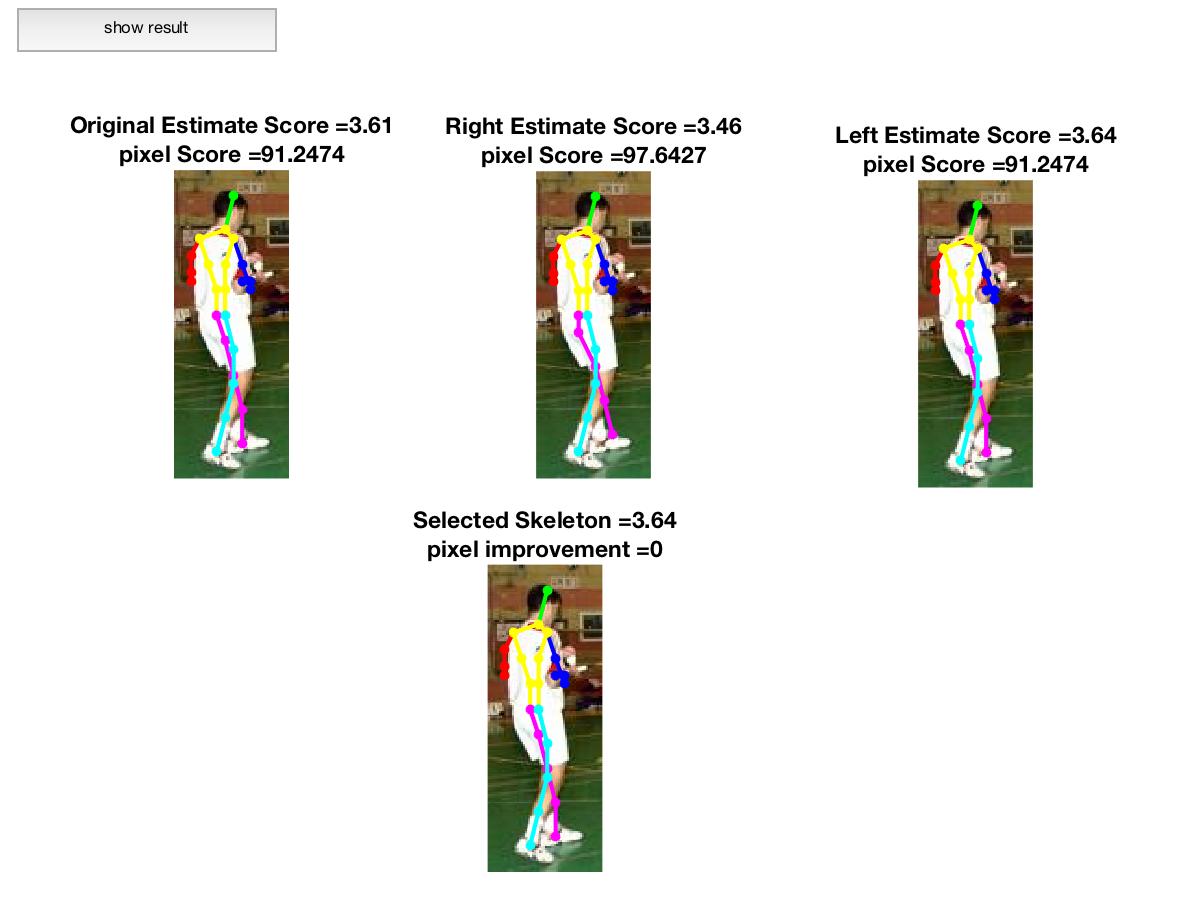 show result
Original Estimate Score =3.61
pixel Score =91.2474
Right Estimate Score =3.46
pixel Score =97.6427
Left Estimate Score =3.64
pixel Score =91.2474
Selected Skeleton =3.64
pixel improvement =0